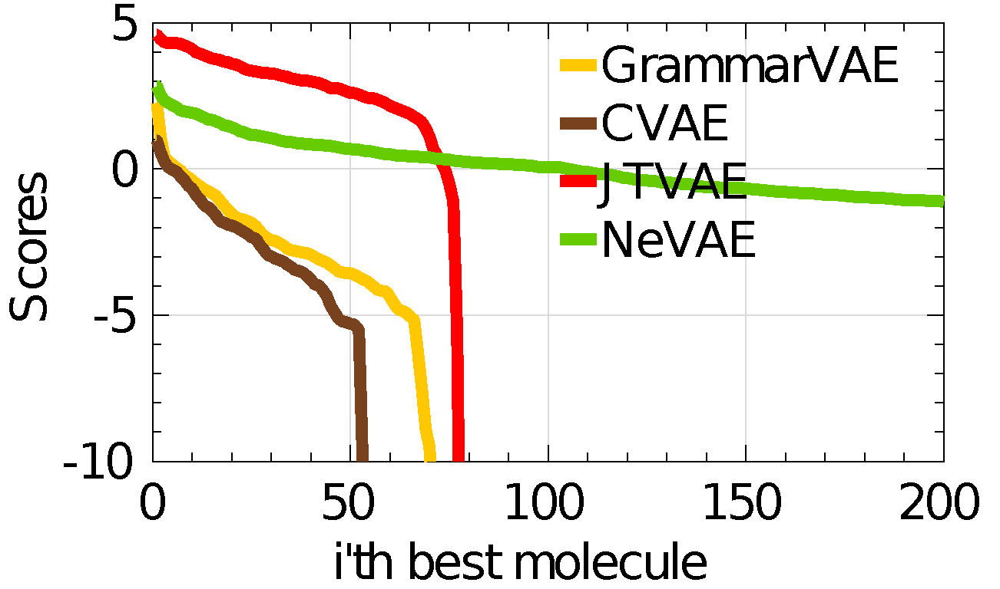 5
0
-5
-10
Scores
GrammarVAE
CVAE
JTVAE
NeVAE
0 50 100 150 200
i'th best molecule